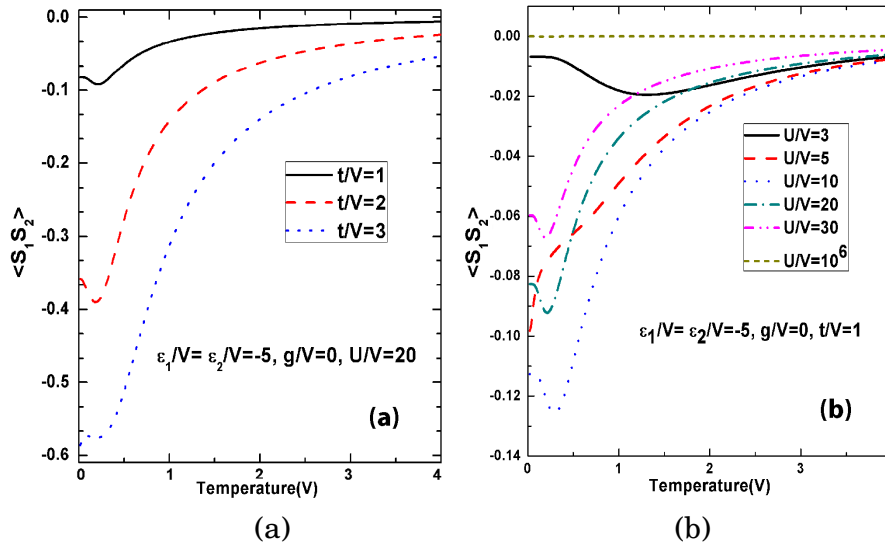 0.0
-0.1
-0.2
-0.3
-0.4
-0.5
-0.6
<S₁S₂>
t/V=1
t/V=2
t/V=3
ε₁/V= ε₂/V=-5, g/V=0, U/V=20
(a)
0 1 2 3 4
Temperature(V)
(a)
0.00
-0.02
-0.04
-0.06
-0.08
-0.10
-0.12
-0.14
<S₁S₂>
U/V=3
U/V=5
U/V=10
U/V=20
U/V=30
U/V=10⁶
ε₁/V= ε₂/V=-5, g/V=0, t/V=1
(b)
0 1 2 3
Temperature(V)
(b)